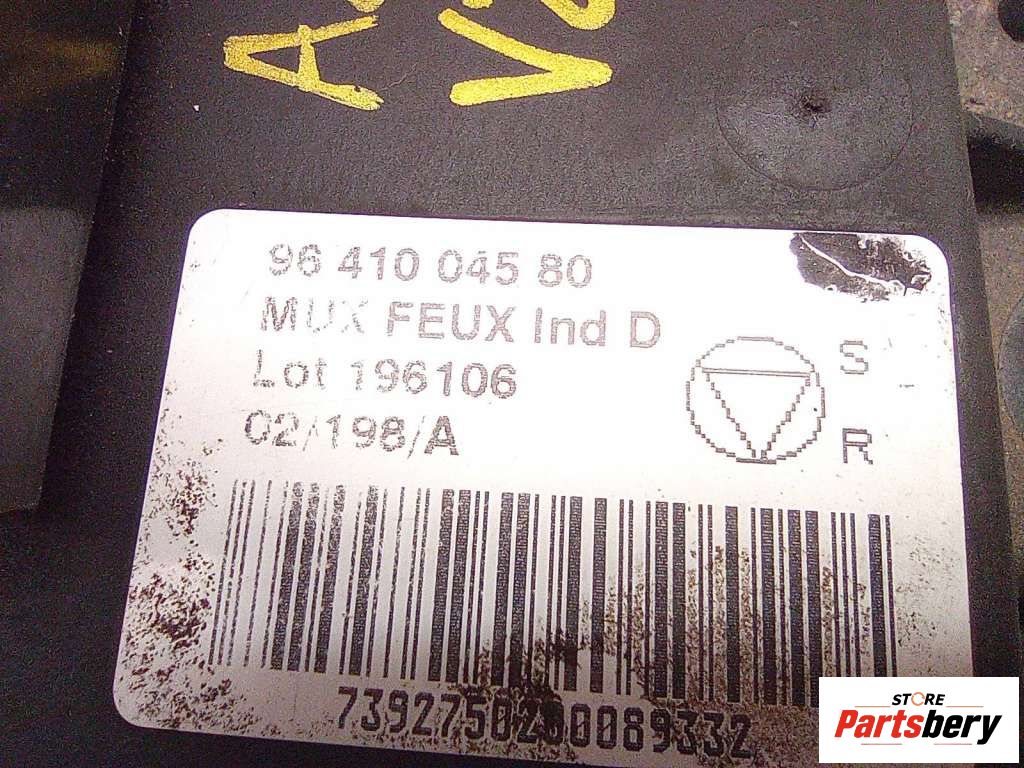 96 410 045 80
MUX FEUX Ind D
Lot 196106
02/198/A
S
R
7392750200089332
STORE
Partsbery